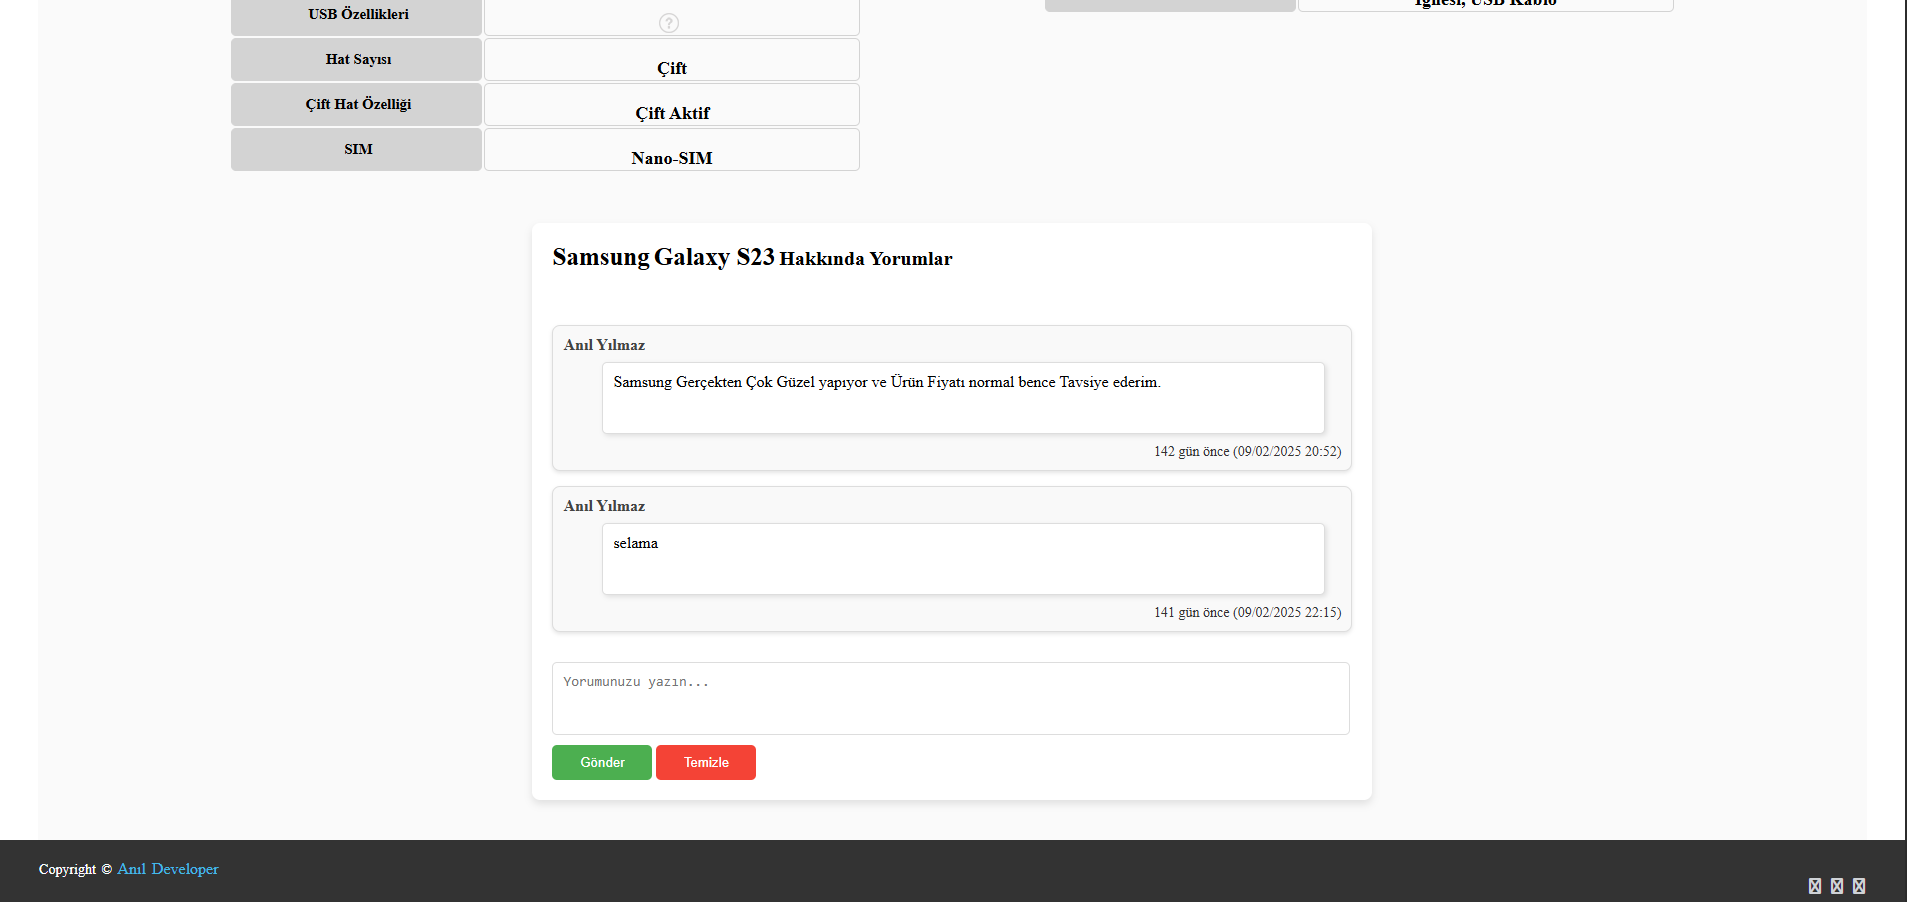 USB Özellikleri
?
Hat Sayısı
Çift
Çift Hat Özelliği
Çift Aktif
SIM
Nano-SIM
İğnesi, USB Kablo
Samsung Galaxy S23 Hakkında Yorumlar
Anıl Yılmaz
Samsung Gerçekten Çok Güzel yapıyor ve Ürün Fiyatı normal bence Tavsiye ederim.
142 gün önce (09/02/2025 20:52)
Anıl Yılmaz
selama
141 gün önce (09/02/2025 22:15)
Yorumunuzu yazın...
Gönder Temizle
Copyright © Anıl Developer